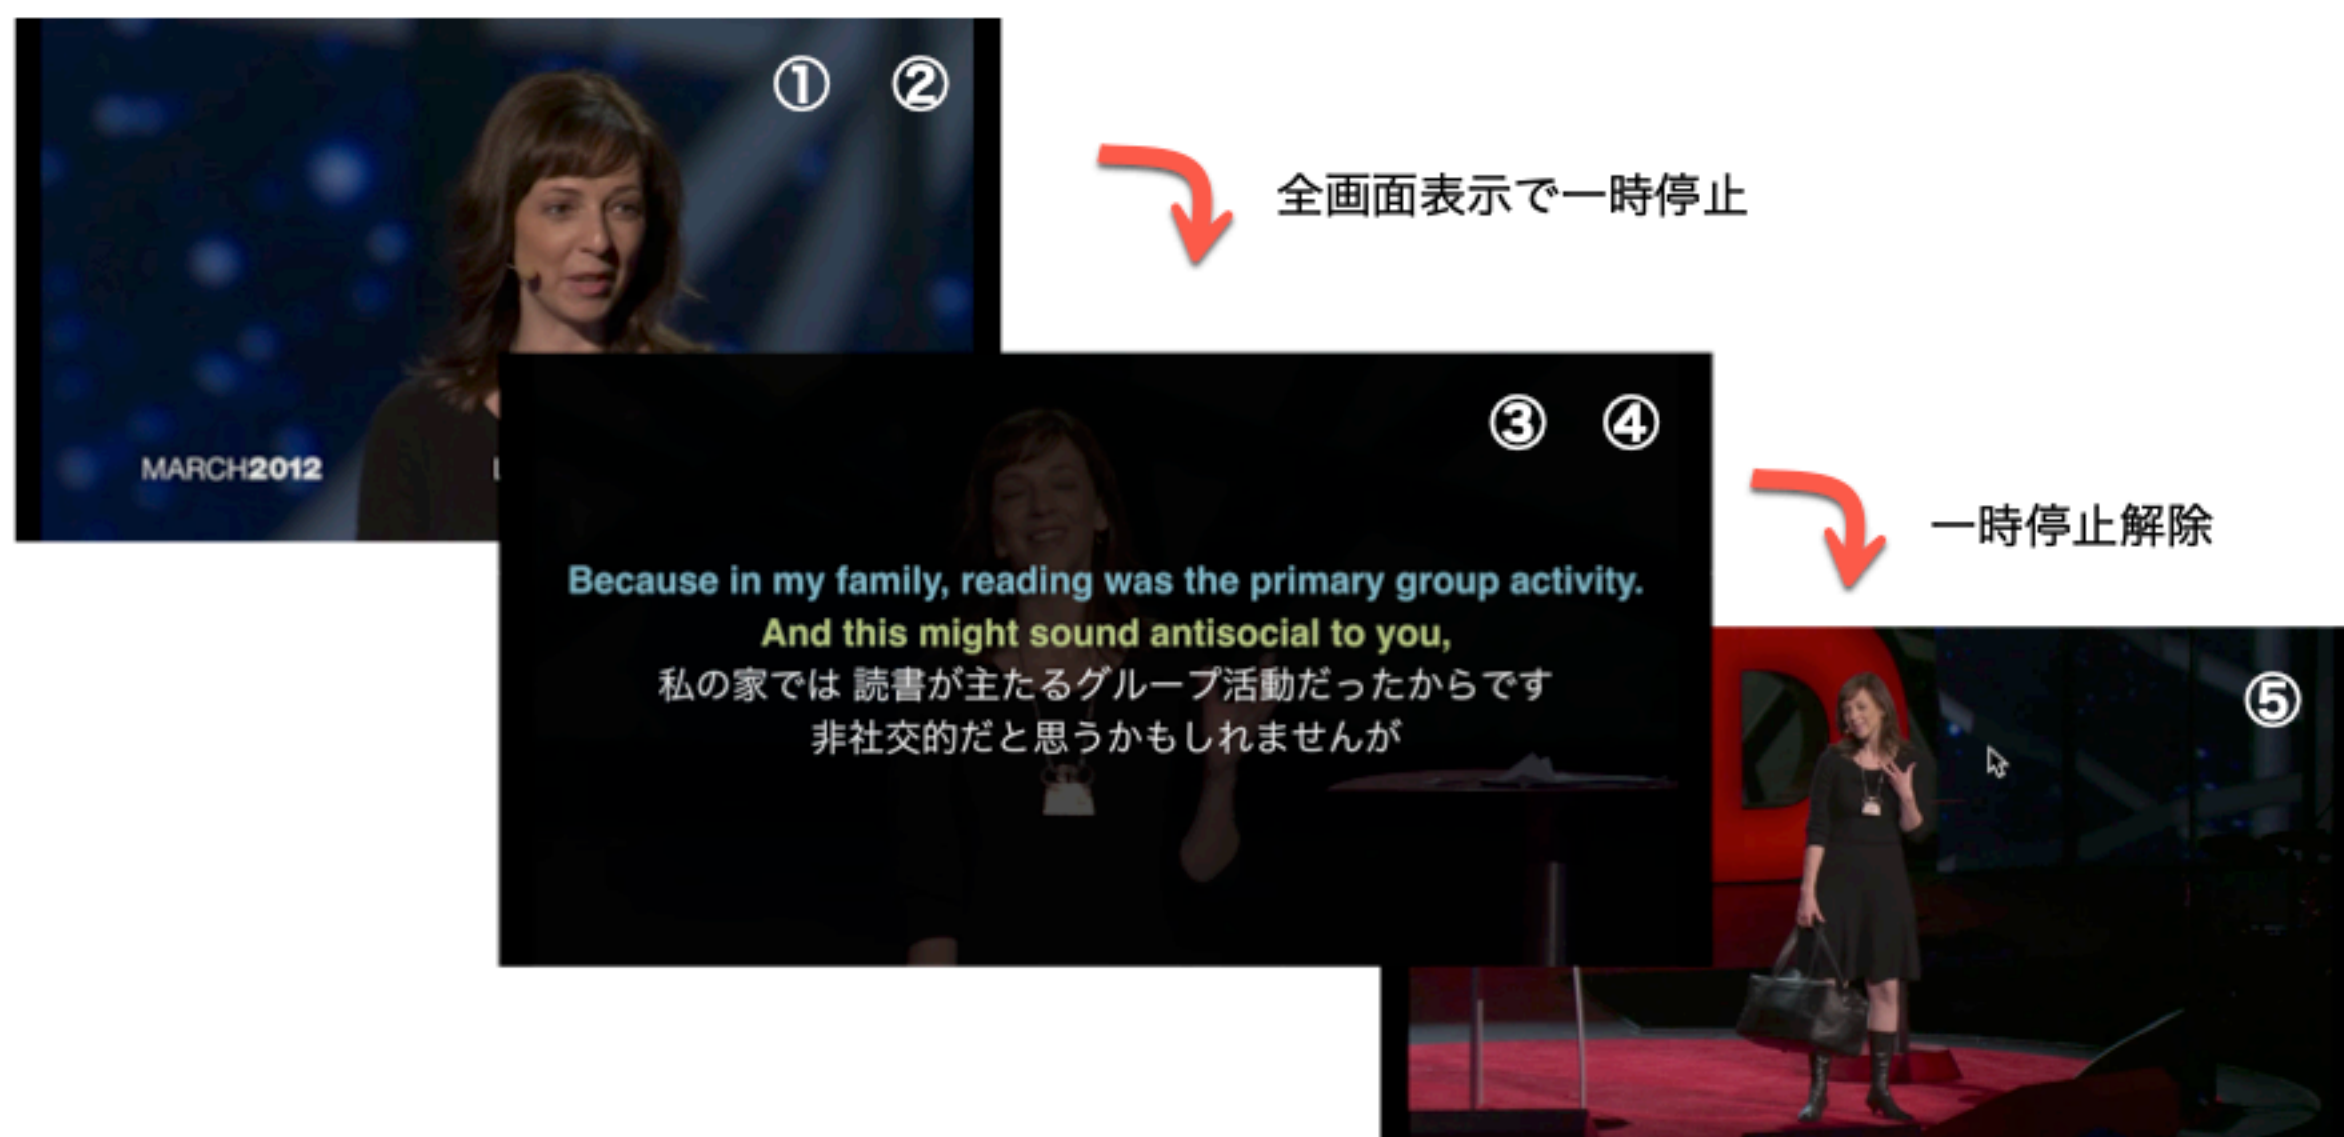 ① ②
全画面表示で一時停止
MARCH2012
③ ④
一時停止解除
Because in my family, reading was the primary group activity.
And this might sound antisocial to you,
私の家では 読書が主たるグループ活動だったからです
非社交的だと思うかもしれませんが
⑤